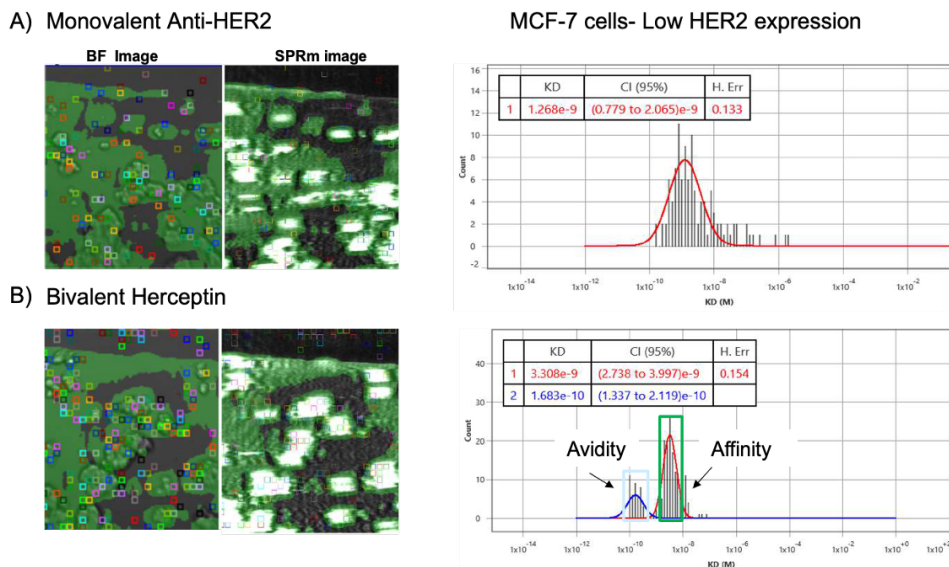 A) Monovalent Anti-HER2
MCF-7 cells- Low HER2 expression
BF Image
SPRm image
KD CI (95%) H. Err
1 1.268e-9 (0.779 to 2.065)e-9 0.133
Count
16
14
12
10
8
6
4
2
0
-2
1x10⁻¹⁴ 1x10⁻¹² 1x10⁻¹⁰ 1x10⁻⁸ 1x10⁻⁶ 1x10⁻⁴ 1x10⁻²
KD (M)
B) Bivalent Herceptin
KD CI (95%) H. Err
1 3.308e-9 (2.738 to 3.997)e-9 0.154
2 1.683e-10 (1.337 to 2.119)e-10
Avidity
Affinity
Count
40
30
20
10
0
1x10⁻¹⁴ 1x10⁻¹² 1x10⁻¹⁰ 1x10⁻⁸ 1x10⁻⁶ 1x10⁻⁴ 1x10⁻² 1x10⁺⁰
KD (M)